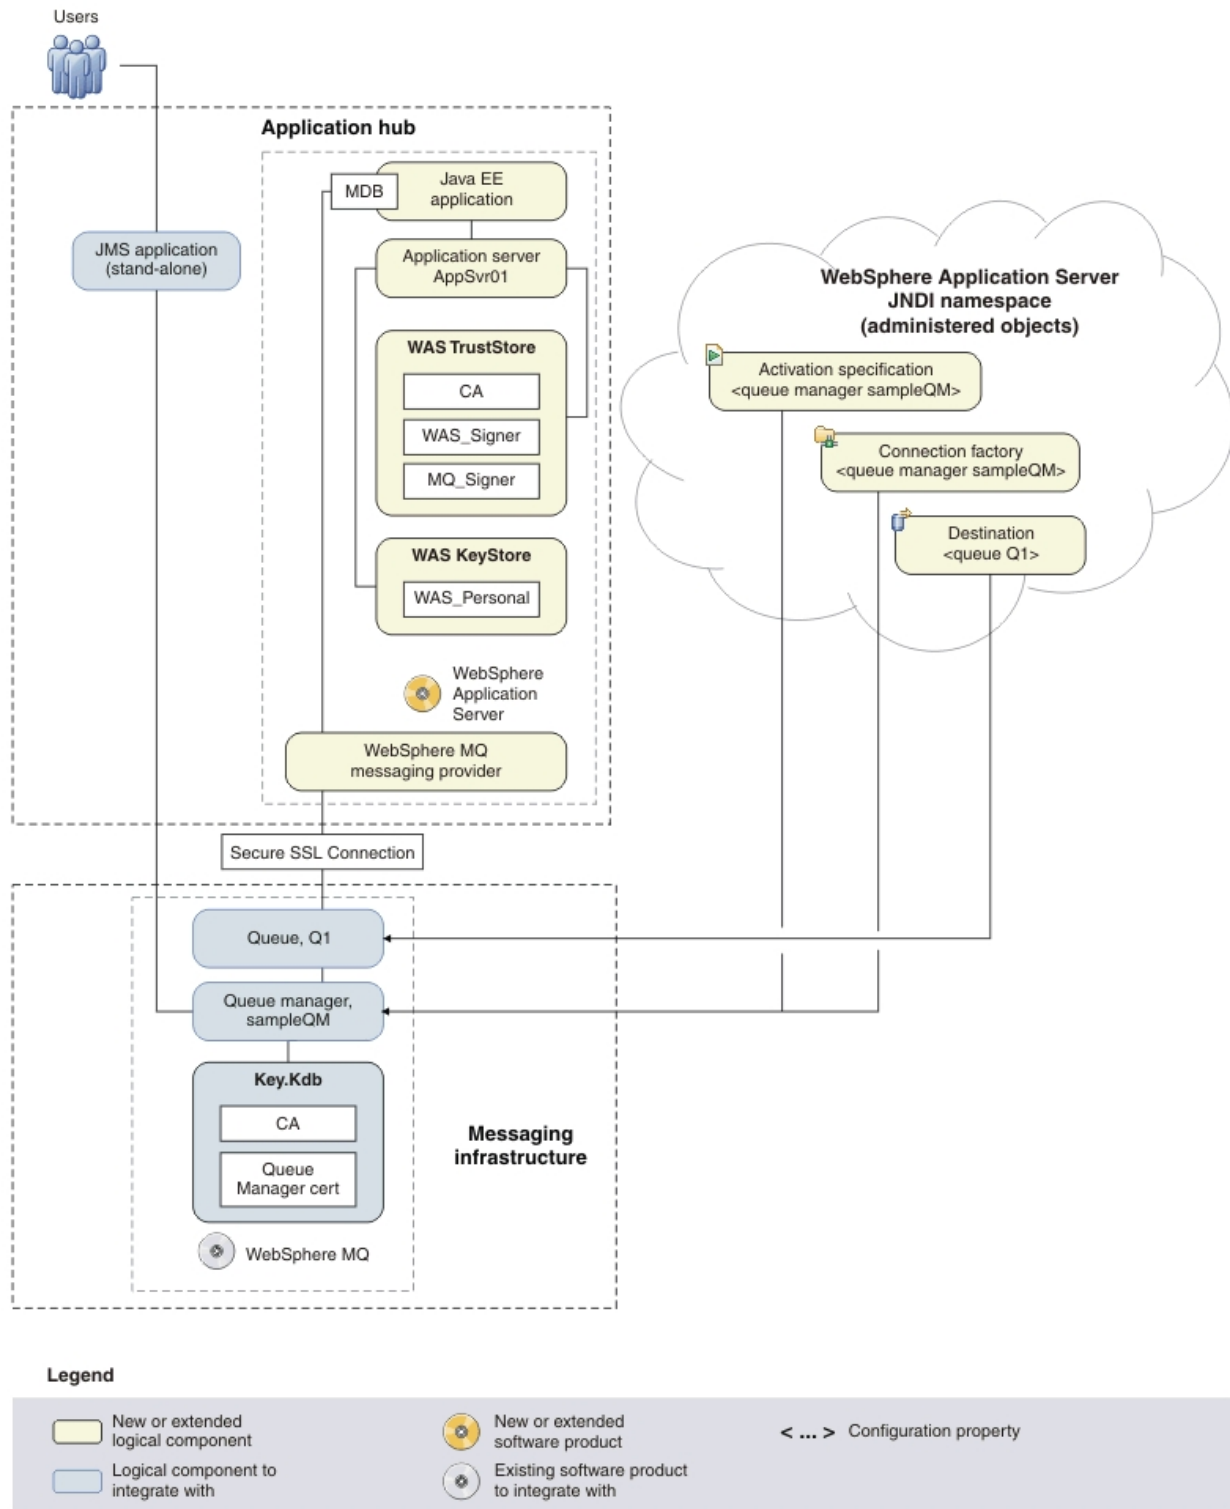 Users
Application hub
MDB
Java EE
application
JMS application
(stand-alone)
Application server
AppSvr01
WAS TrustStore
CA
WAS_Signer
MQ_Signer
WAS KeyStore
WAS_Personal
WebSphere
Application
Server
WebSphere MQ
messaging provider
WebSphere Application Server
JNDI namespace
(administered objects)
Activation specification
<queue manager sampleQM>
Connection factory
<queue manager sampleQM>
Destination
<queue Q1>
Secure SSL Connection
Queue, Q1
Queue manager,
sampleQM
Key.Kdb
CA
Queue
Manager cert
WebSphere MQ
Messaging
infrastructure
Legend
New or extended
logical component
Logical component to
integrate with
New or extended
software product
Existing software product
to integrate with
< ... > Configuration property